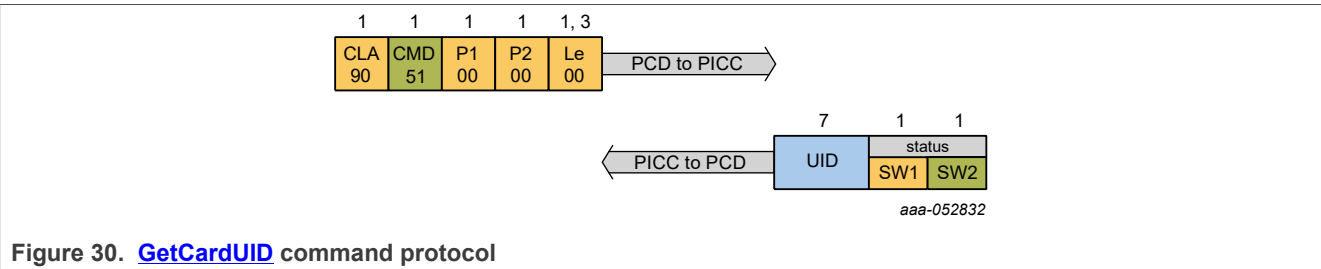 1 1 1 1 1, 3
CLA CMD P1 P2 Le
90 51 00 00 00
PCD to PICC
7 1 1
PICC to PCD
UID
status
SW1 SW2
aaa-052832
Figure 30. GetCardUID command protocol